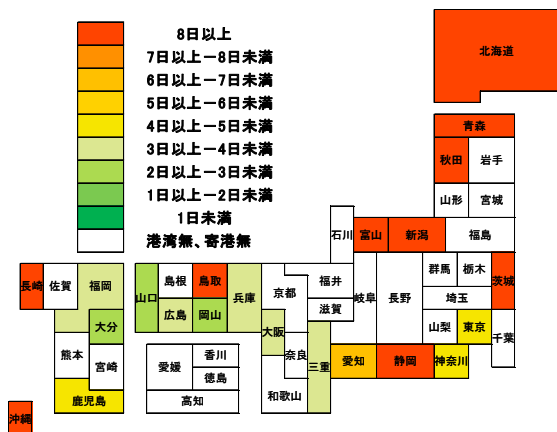 8日以上
7日以上－8日未満
6日以上－7日未満
5日以上－6日未満
4日以上－5日未満
3日以上－4日未満
2日以上－3日未満
1日以上－2日未満
1日未満
港湾無、寄港無
北海道
青森
秋田 岩手
山形 宮城
石川 富山 新潟 福島
長崎 佐賀 福岡 山口 島根 鳥取 兵庫 京都 福井 岐阜 長野 群馬 栃木 茨城
滋賀 埼玉
大分 広島 岡山 大阪 山梨 東京 千葉
熊本 宮崎 愛媛 香川 奈良 三重 愛知 静岡 神奈川
徳島
鹿児島 高知 和歌山
沖縄